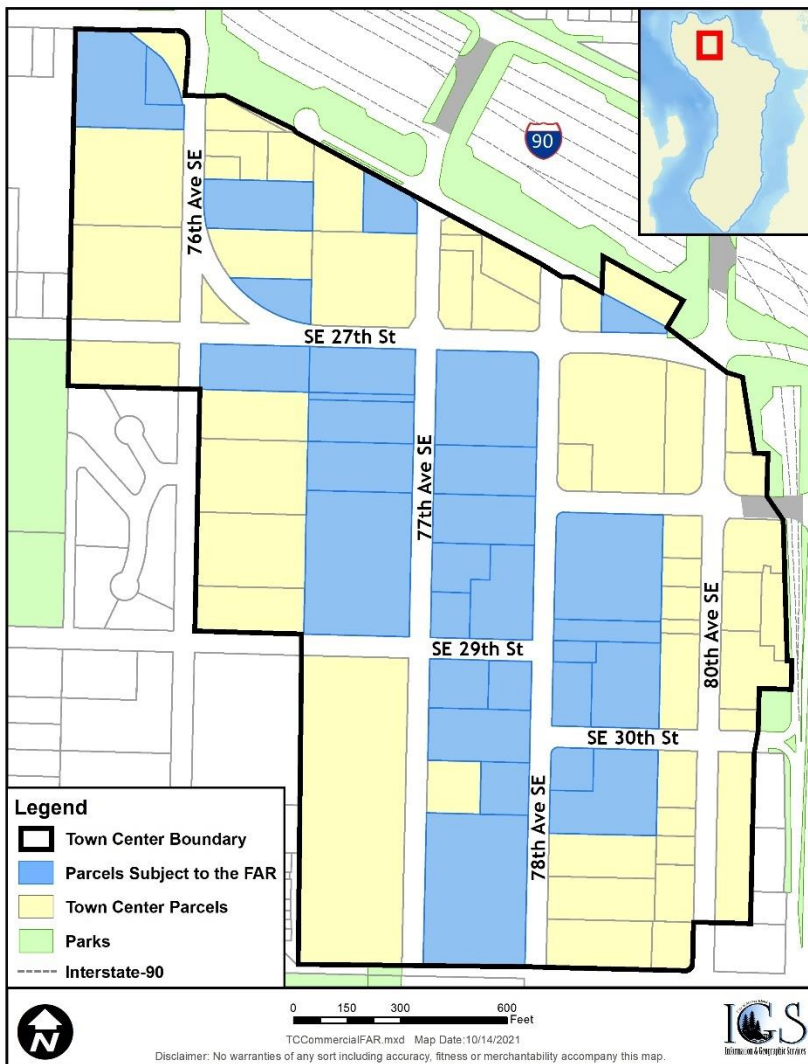 90
76th Ave SE
SE 27th St
77th Ave SE
SE 29th St
80th Ave SE
SE 30th St
78th Ave SE
Legend
Town Center Boundary
Parcels Subject to the FAR
Town Center Parcels
Parks
Interstate-90
N
0 150 300 600
Feet
TCCommercialFAR.mxd Map Date:10/14/2021
Disclaimer: No warranties of any sort including accuracy, fitness or merchantability accompany this map.
IGS
Information & Geographic Services